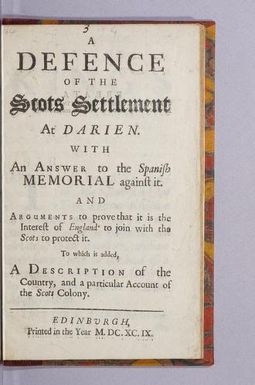 3
A
DEFENCE
OF THE
Scots Settlement
At DARIEN.
WITH
An ANSWER to the Spaniſh
MEMORIAL againſt it.
AND
ARGUMENTS to prove that it is the
Intereſt of England to join with the
Scots to protect it.
To which is added,
A DESCRIPTION of the
Country, and a particular Account of
the Scots Colony.
EDINBURGH,
Printed in the Year M. DC. XC. IX.